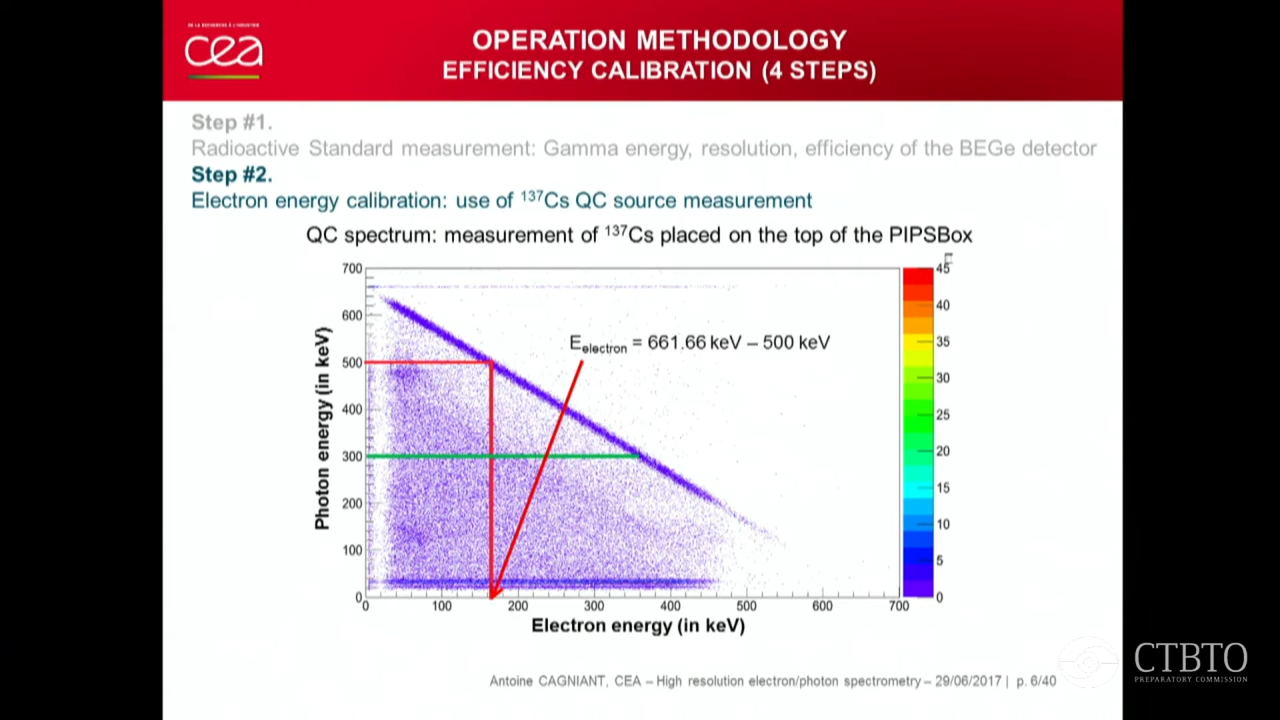 DE LA RECHERCHE À L'INDUSTRIE
cea
OPERATION METHODOLOGY
EFFICIENCY CALIBRATION (4 STEPS)
Step #1.
Radioactive Standard measurement: Gamma energy, resolution, efficiency of the BEGe detector
Step #2.
Electron energy calibration: use of ¹³⁷Cs QC source measurement
QC spectrum: measurement of ¹³⁷Cs placed on the top of the PIPSBox
700
600
500
400
300
200
100
0
Photon energy (in keV)
E_electron = 661.66 keV – 500 keV
45
40
35
30
25
20
15
10
5
0
0 100 200 300 400 500 600 700
Electron energy (in keV)
Antoine CAGNIANT, CEA – High resolution electron/photon spectrometry – 29/06/2017 | p. 6/40
CTBTO
PREPARATORY COMMISSION